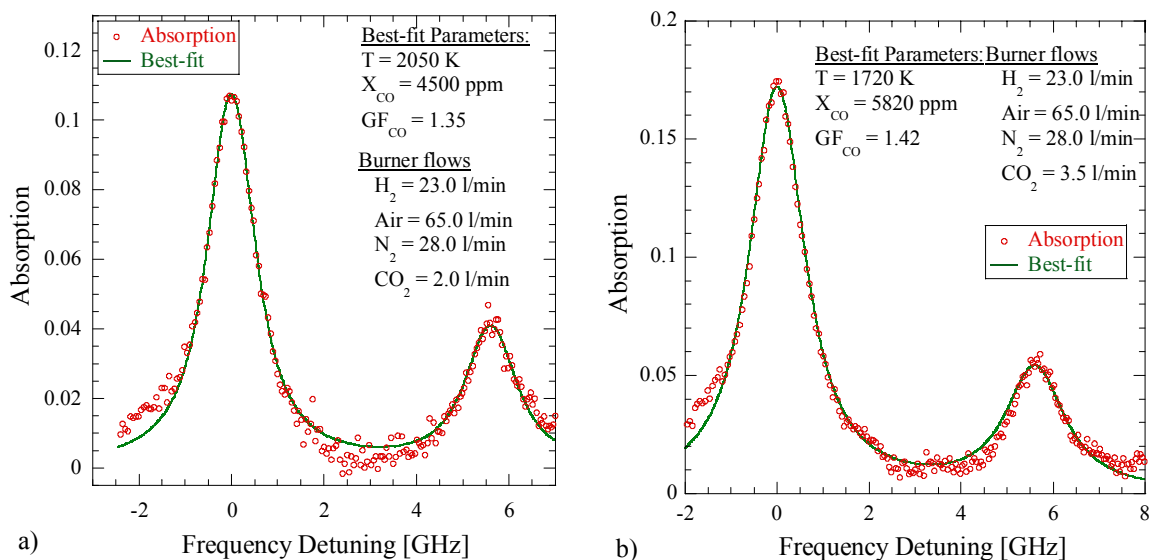 0.12
0.1
0.08
0.06
0.04
0.02
0
Absorption
Absorption
Best-fit
Best-fit Parameters:
T = 2050 K
X_CO = 4500 ppm
GF_CO = 1.35
Burner flows
H_2 = 23.0 l/min
Air = 65.0 l/min
N_2 = 28.0 l/min
CO_2 = 2.0 l/min
-2 0 2 4 6
Frequency Detuning [GHz]
a)
0.2
0.15
0.1
0.05
0
Absorption
Best-fit Parameters:
T = 1720 K
X_CO = 5820 ppm
GF_CO = 1.42
Burner flows
H_2 = 23.0 l/min
Air = 65.0 l/min
N_2 = 28.0 l/min
CO_2 = 3.5 l/min
Absorption
Best-fit
-2 0 2 4 6 8
Frequency Detuning [GHz]
b)